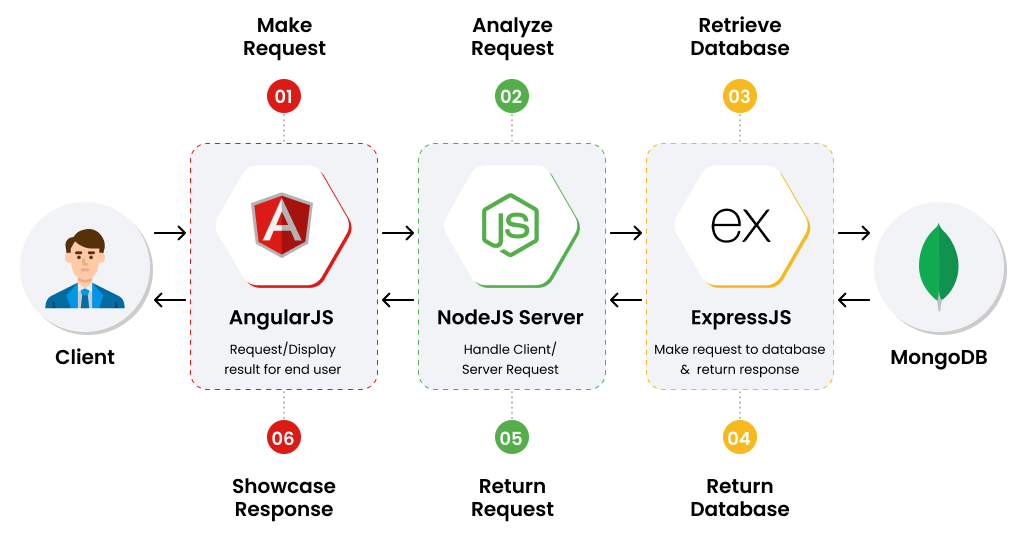 Make
Request
Analyze
Request
Retrieve
Database
01
02
03
A
JS
ex
Client
AngularJS
Request/Display
result for end user
NodeJS Server
Handle Client/
Server Request
ExpressJS
Make request to database
& return response
MongoDB
06
05
04
Showcase
Response
Return
Request
Return
Database